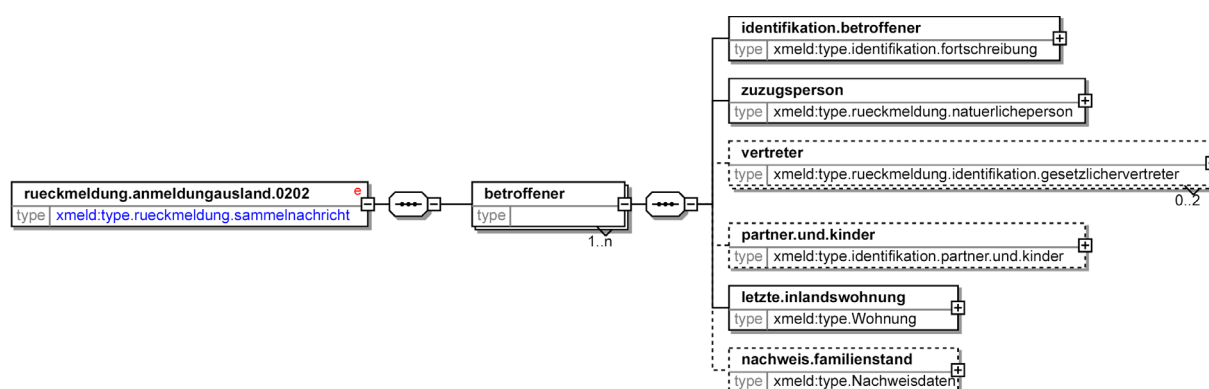 identifikation.betroffener
type xmeld:type.identifikation.fortschreibung
zuzugsperson
type xmeld:type.rueckmeldung.natuerlicheperson
vertreter
type xmeld:type.rueckmeldung.identifikation.gesetzlichervertreter
0..2
rueckmeldung.anmeldungausland.0202 e
type xmeld:type.rueckmeldung.sammelnachricht
betroffener
type
1..n
partner.und.kinder
type xmeld:type.identifikation.partner.und.kinder
letzte.inlandswohnung
type xmeld:type.Wohnung
nachweis.familienstand
type xmeld:type.Nachweisdaten